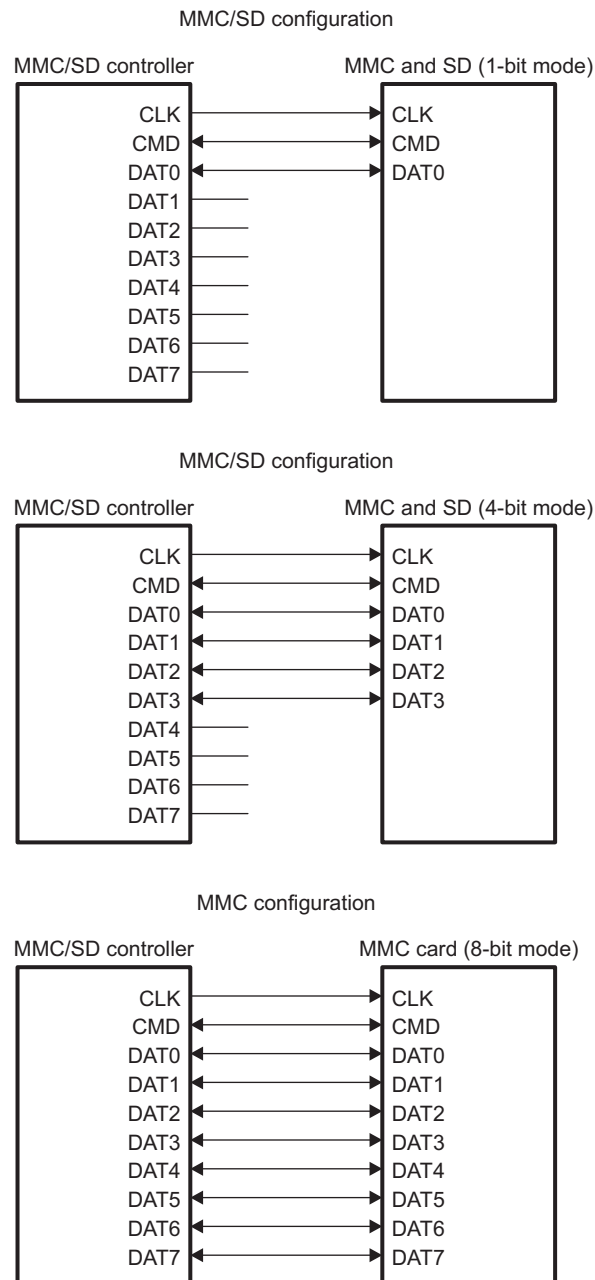 MMC/SD configuration
MMC/SD controller MMC and SD (1-bit mode)
CLK CLK
CMD CMD
DAT0 DAT0
DAT1
DAT2
DAT3
DAT4
DAT5
DAT6
DAT7
MMC/SD configuration
MMC/SD controller MMC and SD (4-bit mode)
CLK CLK
CMD CMD
DAT0 DAT0
DAT1 DAT1
DAT2 DAT2
DAT3 DAT3
DAT4
DAT5
DAT6
DAT7
MMC configuration
MMC/SD controller MMC card (8-bit mode)
CLK CLK
CMD CMD
DAT0 DAT0
DAT1 DAT1
DAT2 DAT2
DAT3 DAT3
DAT4 DAT4
DAT5 DAT5
DAT6 DAT6
DAT7 DAT7